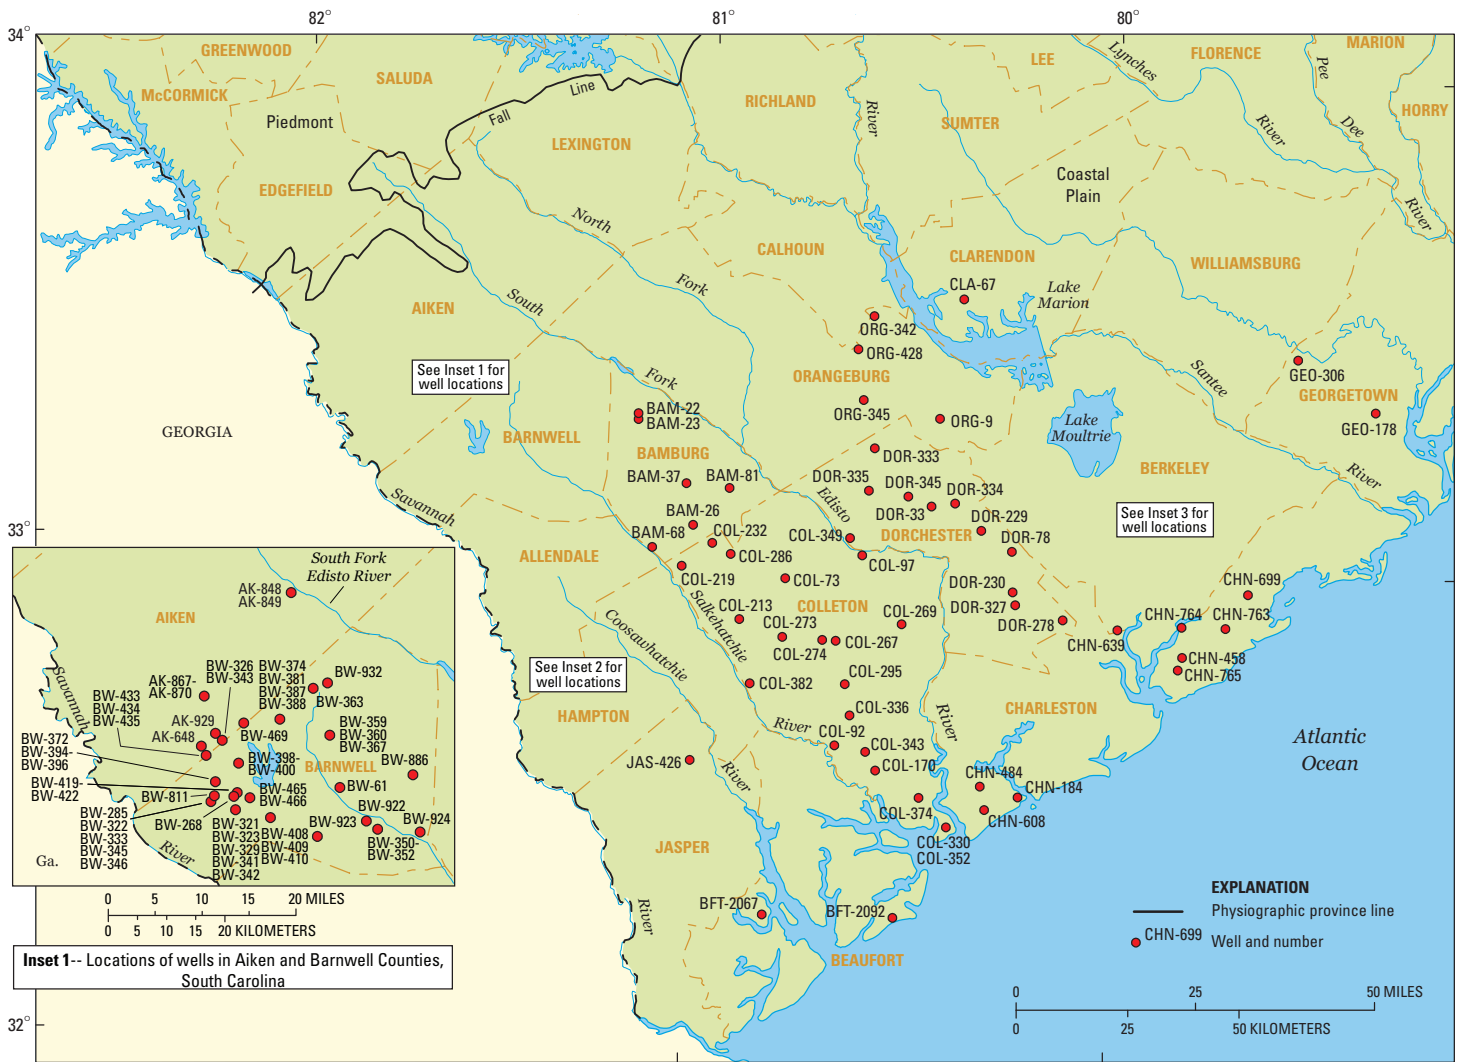 82°
81°
80°
34°
GREENWOOD
SALUDA
McCORMICK
Piedmont
EDGEFIELD
Fall
Line
LEXINGTON
RICHLAND
River
LEE
Lynches
River
FLORENCE
MARION
Pee
Dee
River
HORRY
SUMTER
Coastal
Plain
North
Fork
CALHOUN
CLARENDON
CLA-67
Lake
Marion
WILLIAMSBURG
AIKEN
South
Fork
ORG-342
ORG-428
See Inset 1 for
well locations
ORANGEBURG
Santee
River
GEO-306
GEORGETOWN
GEO-178
GEORGIA
BAM-22
BAM-23
ORG-345
ORG-9
Lake
Moultrie
BARNWELL
BAMBURG
DOR-333
BERKELEY
BAM-37
BAM-81
DOR-335
DOR-345
DOR-334
Savannah
Edisto
DOR-33
DOR-229
See Inset 3 for
well locations
33°
BAM-26
COL-232
COL-349
DORCHESTER
DOR-78
ALLENDALE
BAM-68
COL-286
COL-97
COL-219
COL-73
DOR-230
CHN-699
COL-213
COLLETON
COL-269
DOR-327
CHN-764
CHN-763
Coosawhatchie
Salkehatchie
COL-273
DOR-278
COL-267
COL-274
CHN-639
CHN-458
See Inset 2 for
well locations
COL-295
CHN-765
COL-382
HAMPTON
COL-336
CHARLESTON
River
COL-92
River
Atlantic
Ocean
JAS-426
River
COL-343
COL-170
CHN-484
CHN-184
COL-374
CHN-608
COL-330
COL-352
JASPER
River
BFT-2067
BFT-2092
BEAUFORT
32°
South Fork
Edisto River
AK-848
AK-849
AIKEN
Savannah
BW-326
BW-343
BW-374
BW-381
BW-387
BW-388
BW-932
AK-867-
AK-870
BW-363
BW-433
BW-434
BW-435
AK-929
AK-648
BW-469
BW-359
BW-360
BW-367
BW-372
BW-394-
BW-396
BW-398-
BW-400
BARNWELL
BW-886
BW-419-
BW-422
BW-465
BW-466
BW-61
BW-811
BW-285
BW-322
BW-333
BW-345
BW-346
BW-268
BW-321
BW-323
BW-329
BW-341
BW-342
BW-408
BW-409
BW-410
BW-923
BW-922
BW-924
BW-350-
BW-352
River
Ga.
0 5 10 15 20 MILES
0 5 10 15 20 KILOMETERS
Inset 1-- Locations of wells in Aiken and Barnwell Counties,
South Carolina
EXPLANATION
Physiographic province line
CHN-699 Well and number
0 25 50 MILES
0 25 50 KILOMETERS